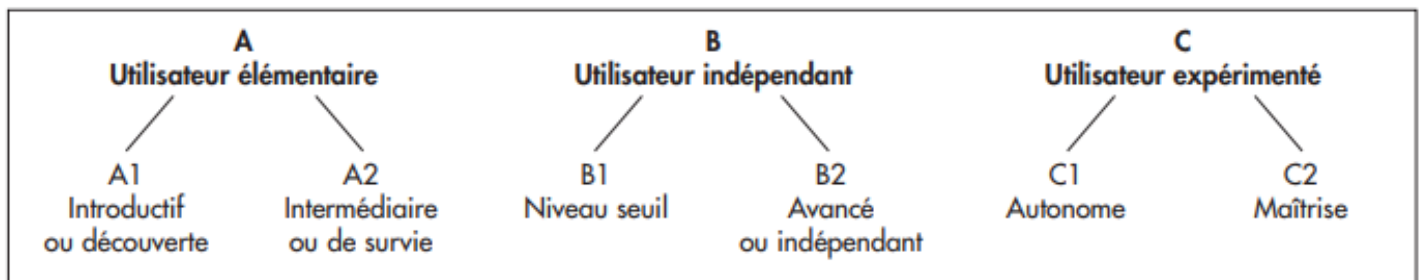 A
Utilisateur élémentaire
B
Utilisateur indépendant
C
Utilisateur expérimenté
A1
Introductif
ou découverte
A2
Intermédiaire
ou de survie
B1
Niveau seuil
B2
Avancé
ou indépendant
C1
Autonome
C2
Maîtrise